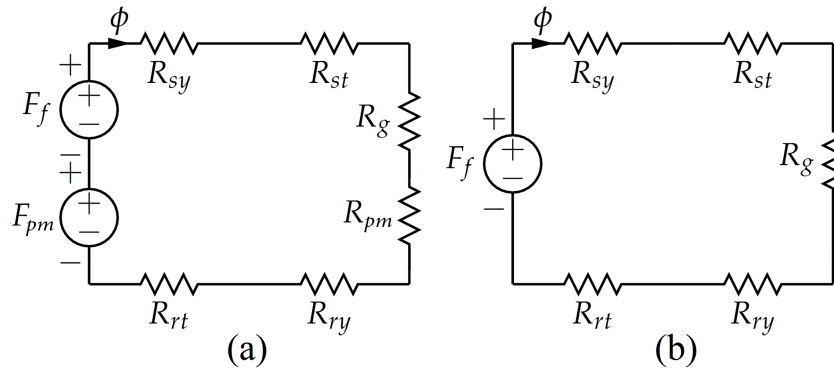 ϕ
R_sy
R_st
+
F_f
+
−
−
R_g
+
F_pm
+
−
−
R_pm
R_rt
R_ry
(a)
ϕ
R_sy
R_st
+
F_f
+
−
−
R_g
R_rt
R_ry
(b)